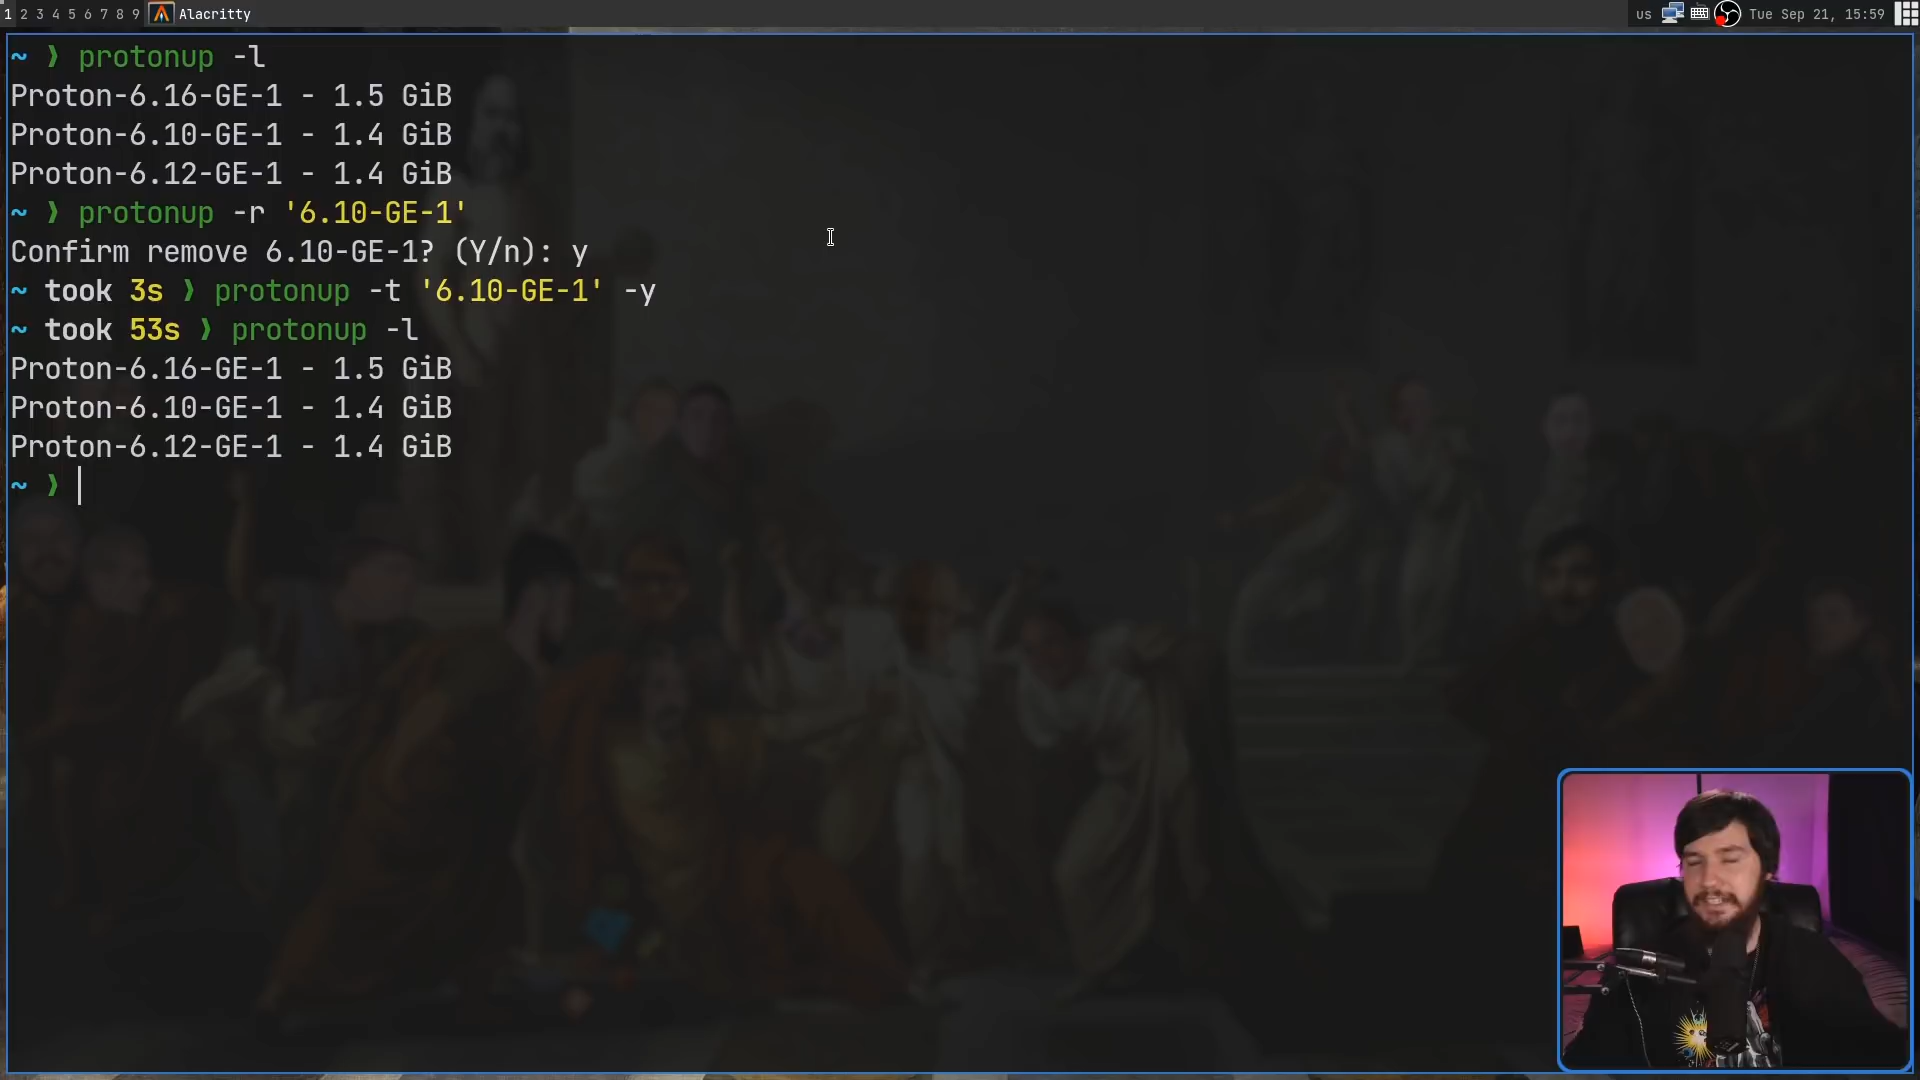 1 2 3 4 5 6 7 8 9 Alacritty us Tue Sep 21, 15:59
~ ❯ protonup -l
Proton-6.16-GE-1 - 1.5 GiB
Proton-6.10-GE-1 - 1.4 GiB
Proton-6.12-GE-1 - 1.4 GiB
~ ❯ protonup -r '6.10-GE-1'
Confirm remove 6.10-GE-1? (Y/n): y
~ took 3s ❯ protonup -t '6.10-GE-1' -y
~ took 53s ❯ protonup -l
Proton-6.16-GE-1 - 1.5 GiB
Proton-6.10-GE-1 - 1.4 GiB
Proton-6.12-GE-1 - 1.4 GiB
~ ❯